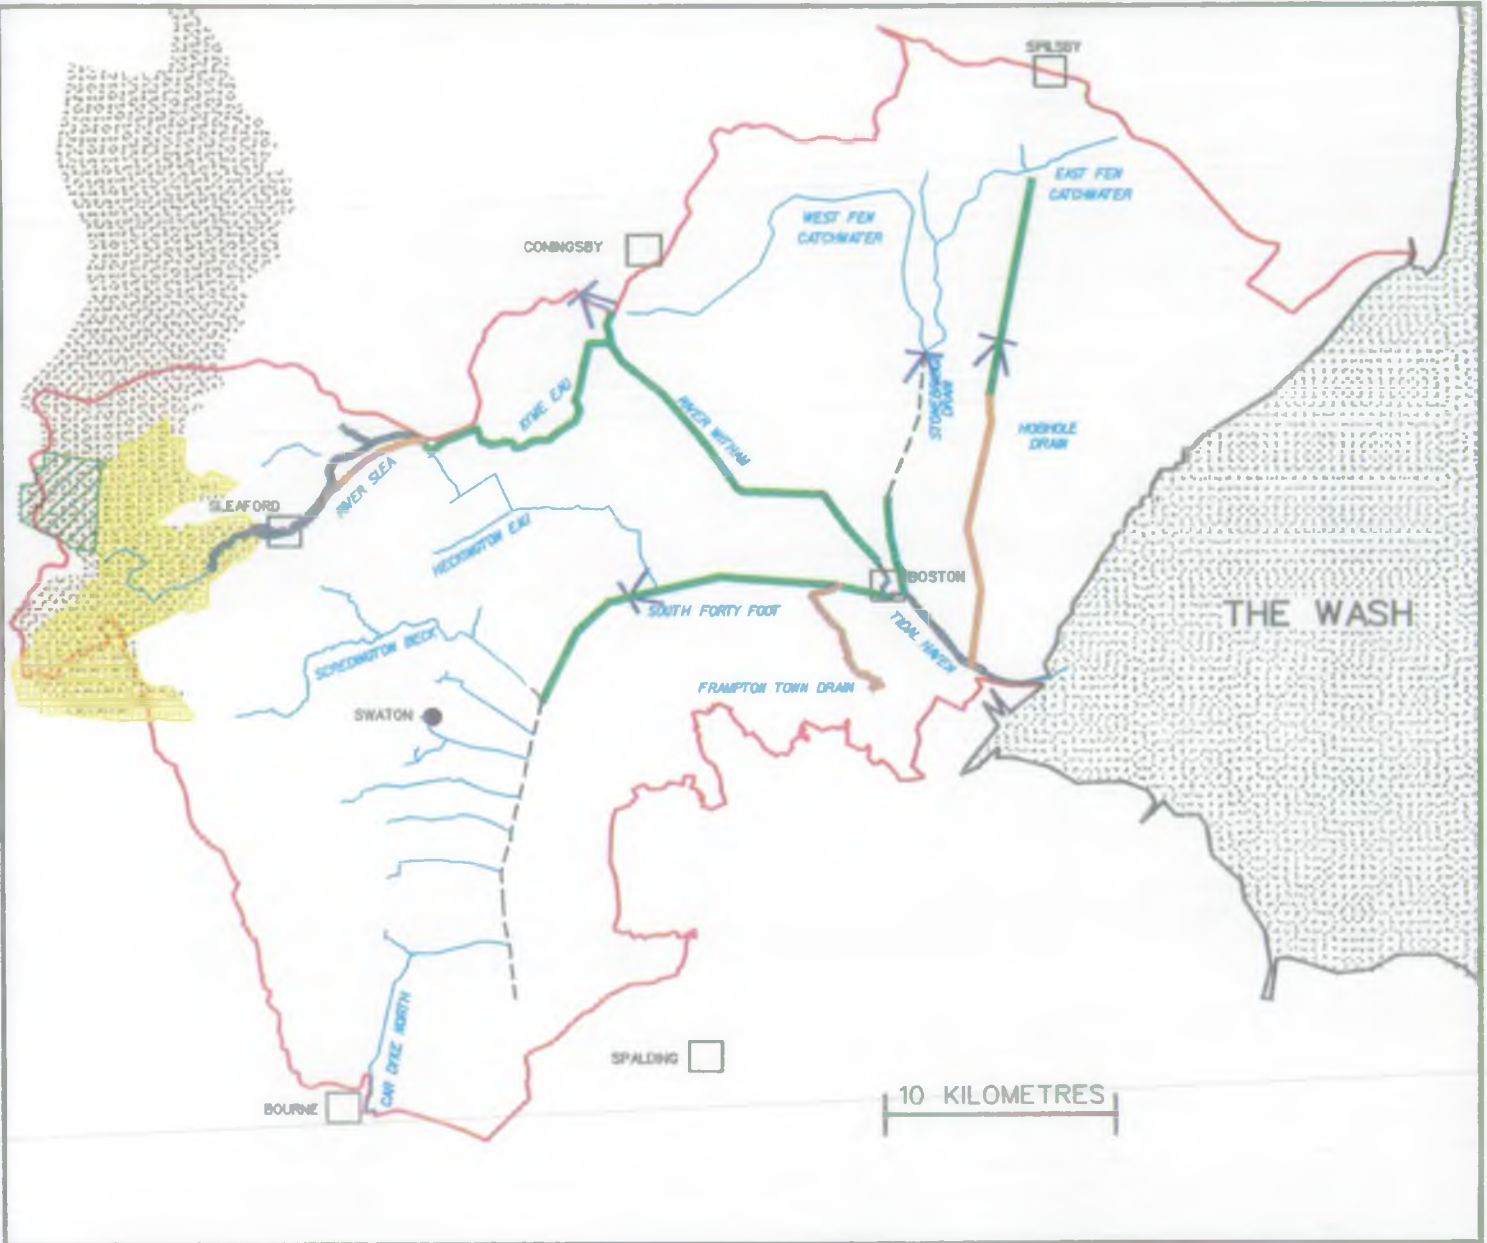 SPILSBY
EAST FEN
CATCHWATER
WEST FEN
CATCHWATER
CONINGSBY
KYME EAU
RIVER WITHAM
STONEBRIDGE
DRAIN
HOBHOLE
DRAIN
RIVER SLEA
SLEAFORD
HECKINGTON EAU
BOSTON
SOUTH FORTY FOOT
THE WASH
TIDAL HAVEN
SCREDINGTON BECK
FRAMPTON TOWN DRAIN
SWATON
CAR DYKE NORTH
SPALDING
BOURNE
10 KILOMETRES